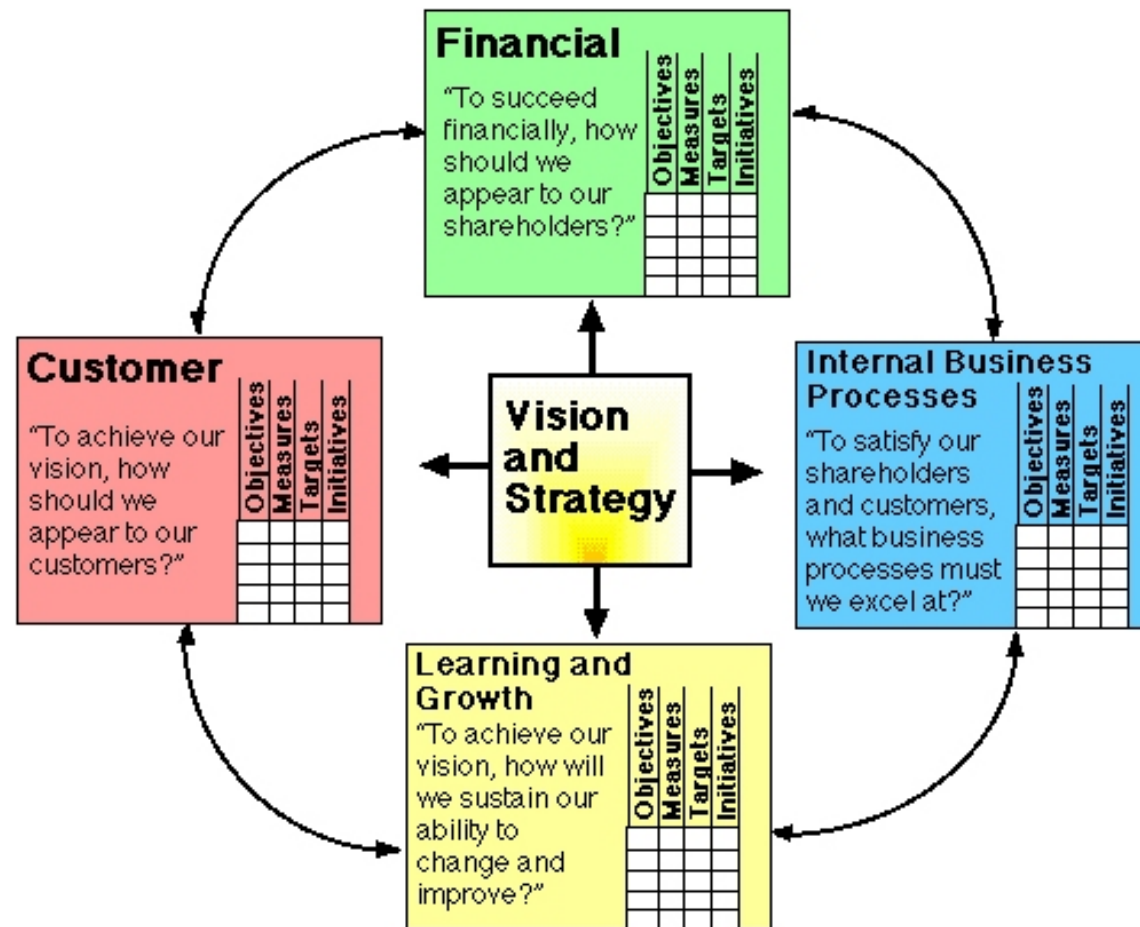 Financial
“To succeed
financially, how
should we
appear to our
shareholders?”
Objectives
Measures
Targets
Initiatives
Customer
“To achieve our
vision, how
should we
appear to our
customers?”
Objectives
Measures
Targets
Initiatives
Vision
and
Strategy
Internal Business
Processes
“To satisfy our
shareholders
and customers,
what business
processes must
we excel at?”
Objectives
Measures
Targets
Initiatives
Learning and
Growth
“To achieve our
vision, how will
we sustain our
ability to
change and
improve?”
Objectives
Measures
Targets
Initiatives